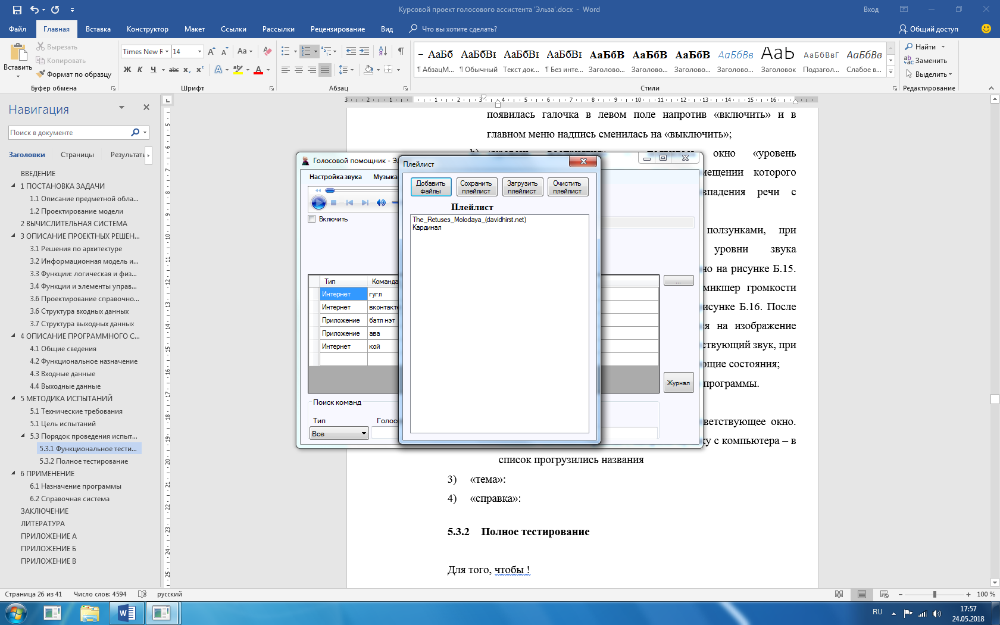 Курсовой проект голосового ассистента 'Эльза'.docx - Word
Вход
Файл
Главная
Вставка
Конструктор
Макет
Ссылки
Рассылки
Рецензирование
Вид
Что вы хотите сделать?
Общий доступ
Вставить
Вырезать
Копировать
Формат по образцу
Буфер обмена
Times New R
14
Aa
Ж К Ч abc x₂ x²
Шрифт
Абзац
АаБб
¶ АбзацМ...
АаБбВв
¶ Обычный
АаБбВв
Текст док...
АаБбВв
¶ Без инте...
АаБбВ
Заголово...
АаБбВ
Заголово...
АаБбВ
Заголово...
АаБбВв
Заголово...
АаЬ
Заголовок
АаБбВвГ
Подзагол...
АаБбВв
Слабое в...
Стили
Найти
Заменить
Выделить
Редактирование
Навигация
Поиск в документе
Заголовки
Страницы
Результать
ВВЕДЕНИЕ
1 ПОСТАНОВКА ЗАДАЧИ
1.1 Описание предметной обла...
1.2 Проектирование модели
2 ВЫЧИСЛИТЕЛЬНАЯ СИСТЕМА
3 ОПИСАНИЕ ПРОЕКТНЫХ РЕШЕН...
3.1 Решения по архитектуре
3.2 Информационная модель и...
3.3 Функции: логическая и физ...
3.4 Функции и элементы управ...
3.6 Проектирование справочно...
3.6 Структура входных данных
3.7 Структура выходных данных
4 ОПИСАНИЕ ПРОГРАММНОГО С...
4.1 Общие сведения
4.2 Функциональное назначение
4.3 Входные данные
4.4 Выходные данные
5 МЕТОДИКА ИСПЫТАНИЙ
5.1 Технические требования
5.1 Цель испытаний
5.3 Порядок проведения испыт...
5.3.1 Функциональное тести...
5.3.2 Полное тестирование
6 ПРИМЕНЕНИЕ
6.1 Назначение программы
6.2 Справочная система
ЗАКЛЮЧЕНИЕ
ЛИТЕРАТУРА
ПРИЛОЖЕНИЕ А
ПРИЛОЖЕНИЕ Б
ПРИЛОЖЕНИЕ В
появилась галочка в левом поле напротив «включить» и в
главном меню надпись сменилась на «выключить»;
окно «уровень
мещении которого
впадения речи с
ползунками, при
уровни звука
но на рисунке Б.15.
микшер громкости
исунке Б.16. После
ся на изображение
ствующий звук, при
ющие состояния;
программы.
ветствующее окно.
ку с компьютера – в
список прогрузились названия
3) «тема»:
4) «справка»:
5.3.2 Полное тестирование
Для того, чтобы !
Голосовой помощник - Эл
Настройка звука
Музыка
Включить
Тип
Команда
Интернет
гугл
Интернет
вконтакте
Приложение
батл нэт
Приложение
ава
Интернет
кой
...
Журнал
Поиск команд
Тип
Голосо
Все
Плейлист
Добавить файлы
Сохранить плейлист
Загрузить плейлист
Очистить плейлист
Плейлист
The_Retuses_Molodaya_(davidhirst.net)
Кардинал
Страница 26 из 41
Число слов: 4594
русский
100 %
RU
17:57
24.05.2018